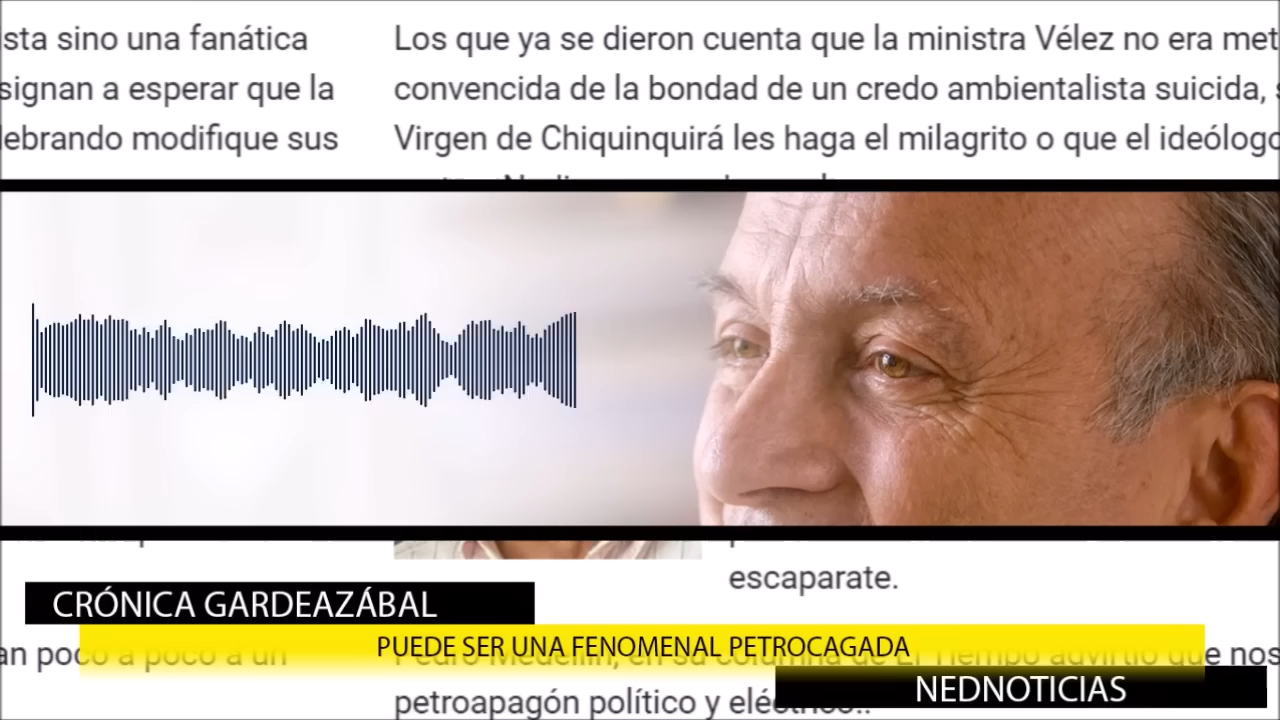 sta sino una fanática
signan a esperar que la
lebrando modifique sus
Los que ya se dieron cuenta que la ministra Vélez no era met
convencida de la bondad de un credo ambientalista suicida,
Virgen de Chiquinquirá les haga el milagrito o que el ideólogo
escaparate.
CRÓNICA GARDEAZÁBAL
PUEDE SER UNA FENOMENAL PETROCAGADA
an poco a poco a un
Pedro Medellín, en su columna de El Tiempo advirtió que nos
NEDNOTICIAS
petroapagón político y